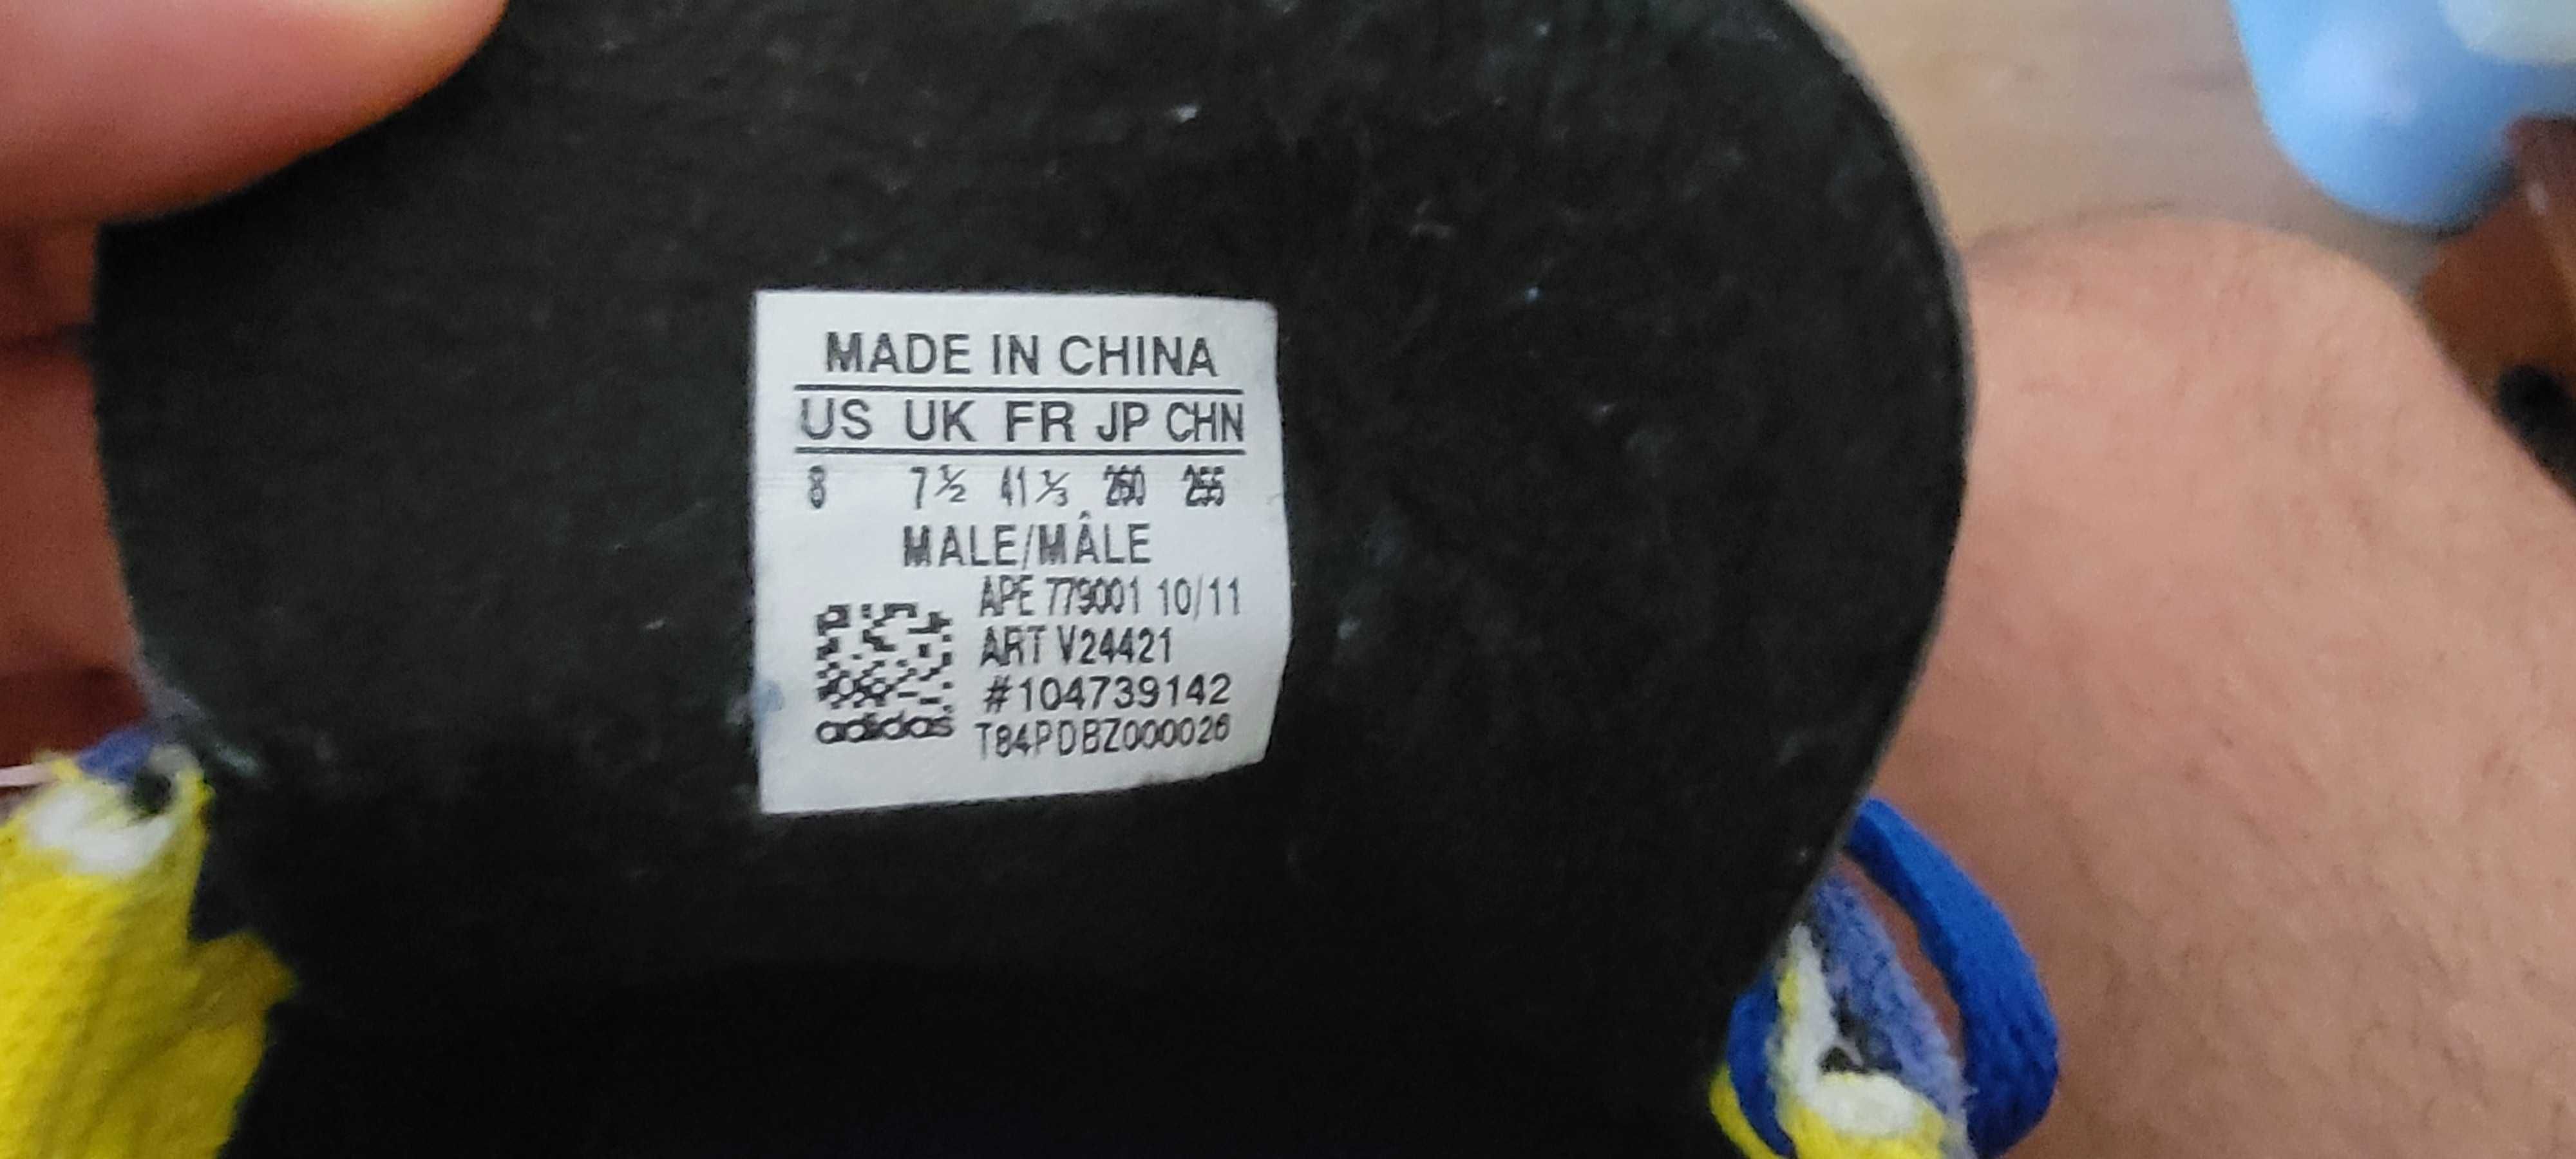 MADE IN CHINA
US UK FR JP CHN
8 7½ 41⅓ 260 255
MALE/MÂLE
APE 779001 10/11
ART V24421
#104739142
adidas T84PDBZ000026